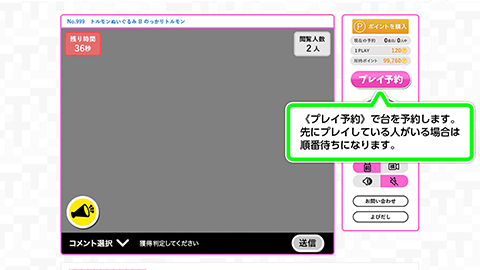 No.999 トルモンぬいぐるみB のっかりトルモン
残り時間
36秒
閲覧人数
2 人
Ⓟ ポイントを購入
現在の予約 0番目/0人中
1 PLAY 120
所持ポイント 99,760
プレイ予約
《プレイ予約》で台を予約します。
先にプレイしている人がいる場合は
順番待ちになります。
お問い合わせ
よびだし
コメント選択 獲得判定してください
送信